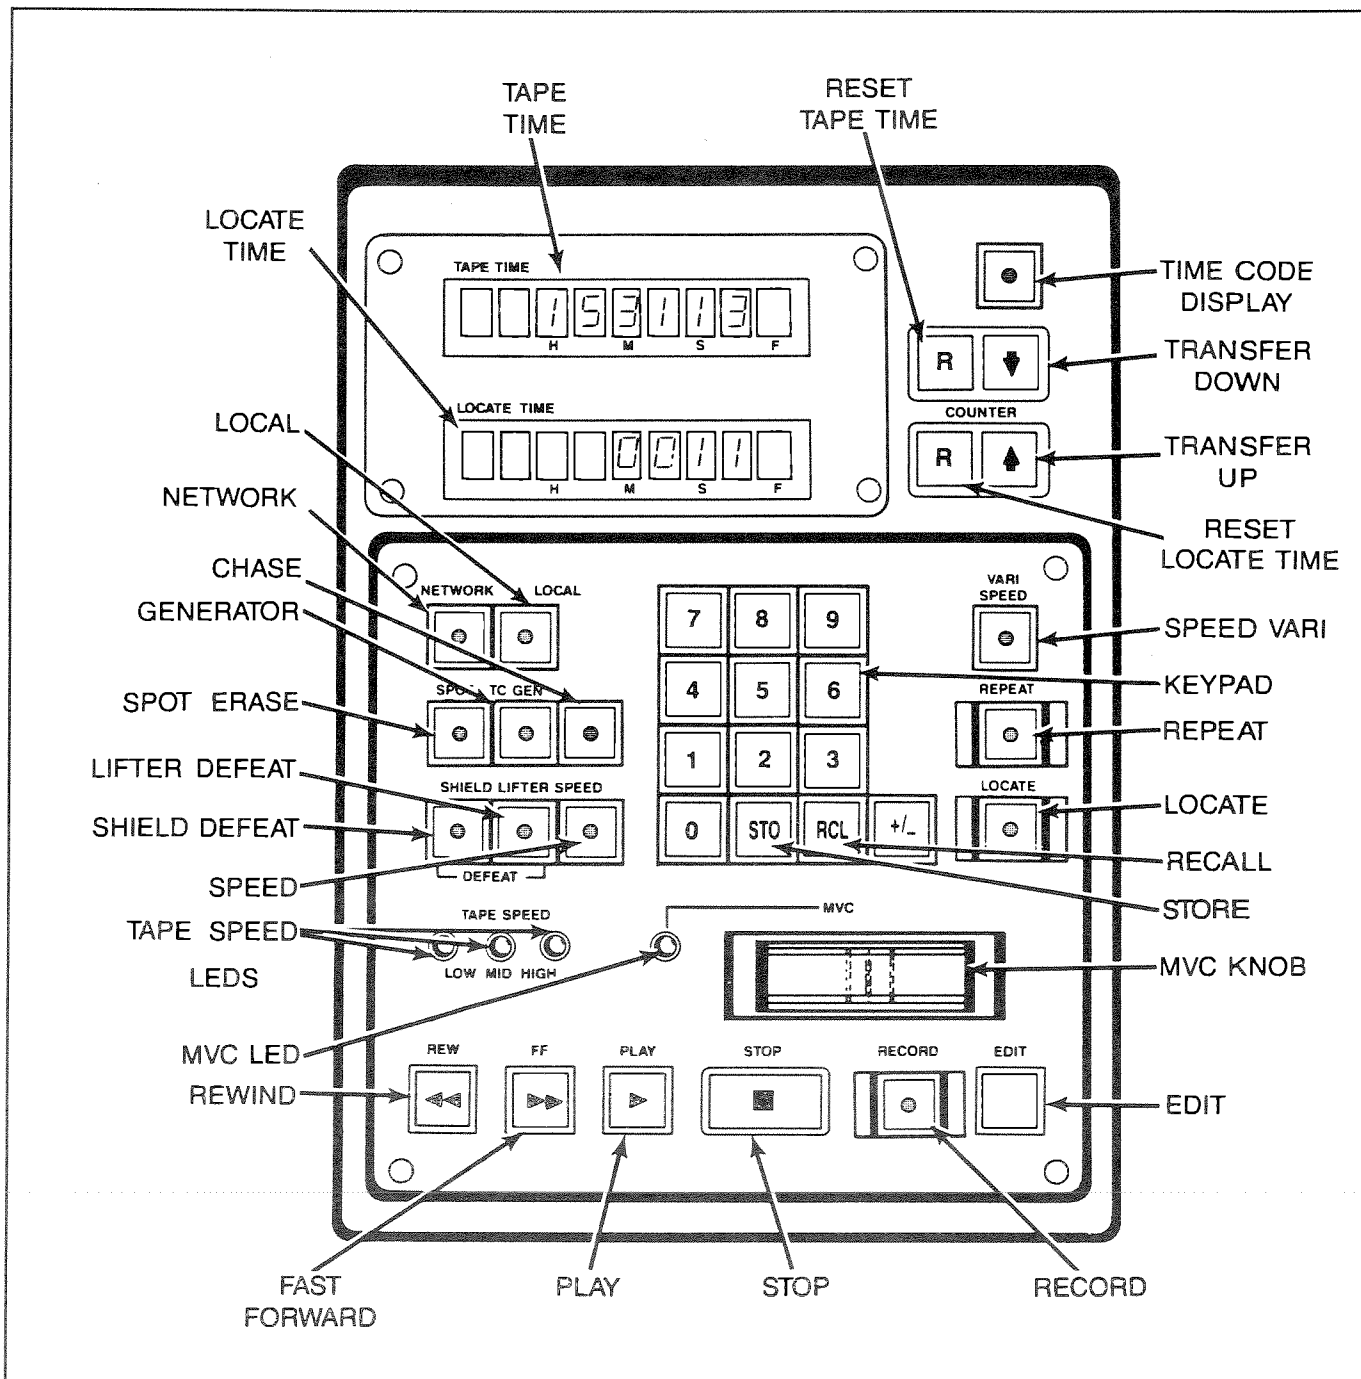 TAPE
TIME
RESET
TAPE TIME
LOCATE
TIME
TAPE TIME
153113
H M S F
TIME CODE
DISPLAY
R
TRANSFER
DOWN
COUNTER
LOCATE TIME
0011
H M S F
R
TRANSFER
UP
RESET
LOCATE TIME
LOCAL
NETWORK
CHASE
GENERATOR
SPOT ERASE
LIFTER DEFEAT
SHIELD DEFEAT
SPEED
TAPE SPEED
LEDS
MVC LED
REWIND
NETWORK
LOCAL
SPOT TC GEN
SHIELD LIFTER SPEED
DEFEAT
TAPE SPEED
LOW MID HIGH
MVC
7 8 9
4 5 6
1 2 3
0 STO RCL +/-
VARI
SPEED
REPEAT
LOCATE
SPEED VARI
KEYPAD
REPEAT
LOCATE
RECALL
STORE
MVC KNOB
REW
FF
PLAY
STOP
RECORD
EDIT
EDIT
FAST
FORWARD
PLAY
STOP
RECORD